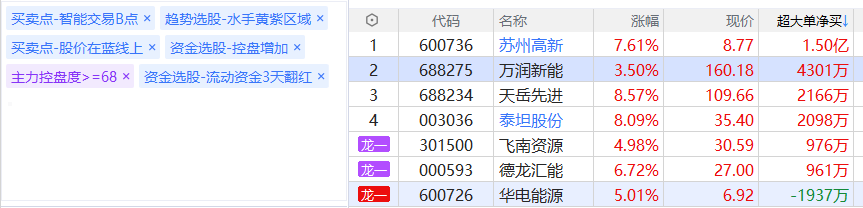 买卖点-智能交易B点 × 趋势选股-水手黄紫区域 ×
买卖点-股价在蓝线上 × 资金选股-控盘增加 ×
主力控盘度>=68 × 资金选股-流动资金3天翻红 ×
代码 名称 涨幅 现价 超大单净买↓
1 600736 苏州高新 7.61% 8.77 1.50亿
2 688275 万润新能 3.50% 160.18 4301万
3 688234 天岳先进 8.57% 109.66 2166万
4 003036 泰坦股份 8.09% 35.40 2098万
龙一 301500 飞南资源 4.98% 30.59 976万
龙一 000593 德龙汇能 6.72% 27.00 961万
龙一 600726 华电能源 5.01% 6.92 -1937万